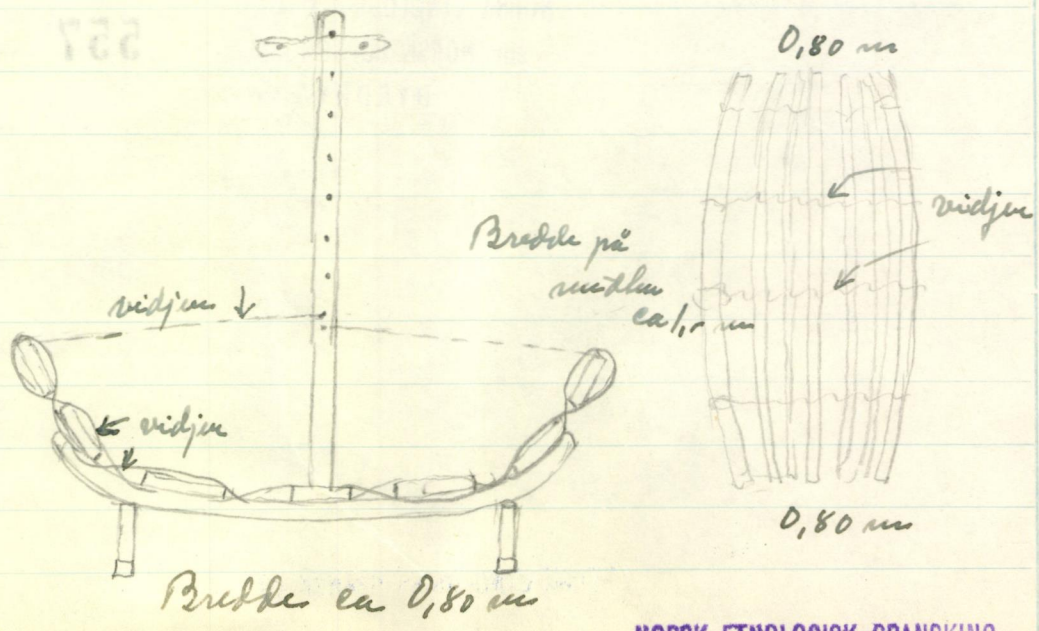 0,80 m
vidjer
Bredde på
midten
ca 1,- m
vidjer ↓
← vidjer
0,80 m
Bredde ca 0,80 m
NORSK ETNOLOGISK GRANSKING
557